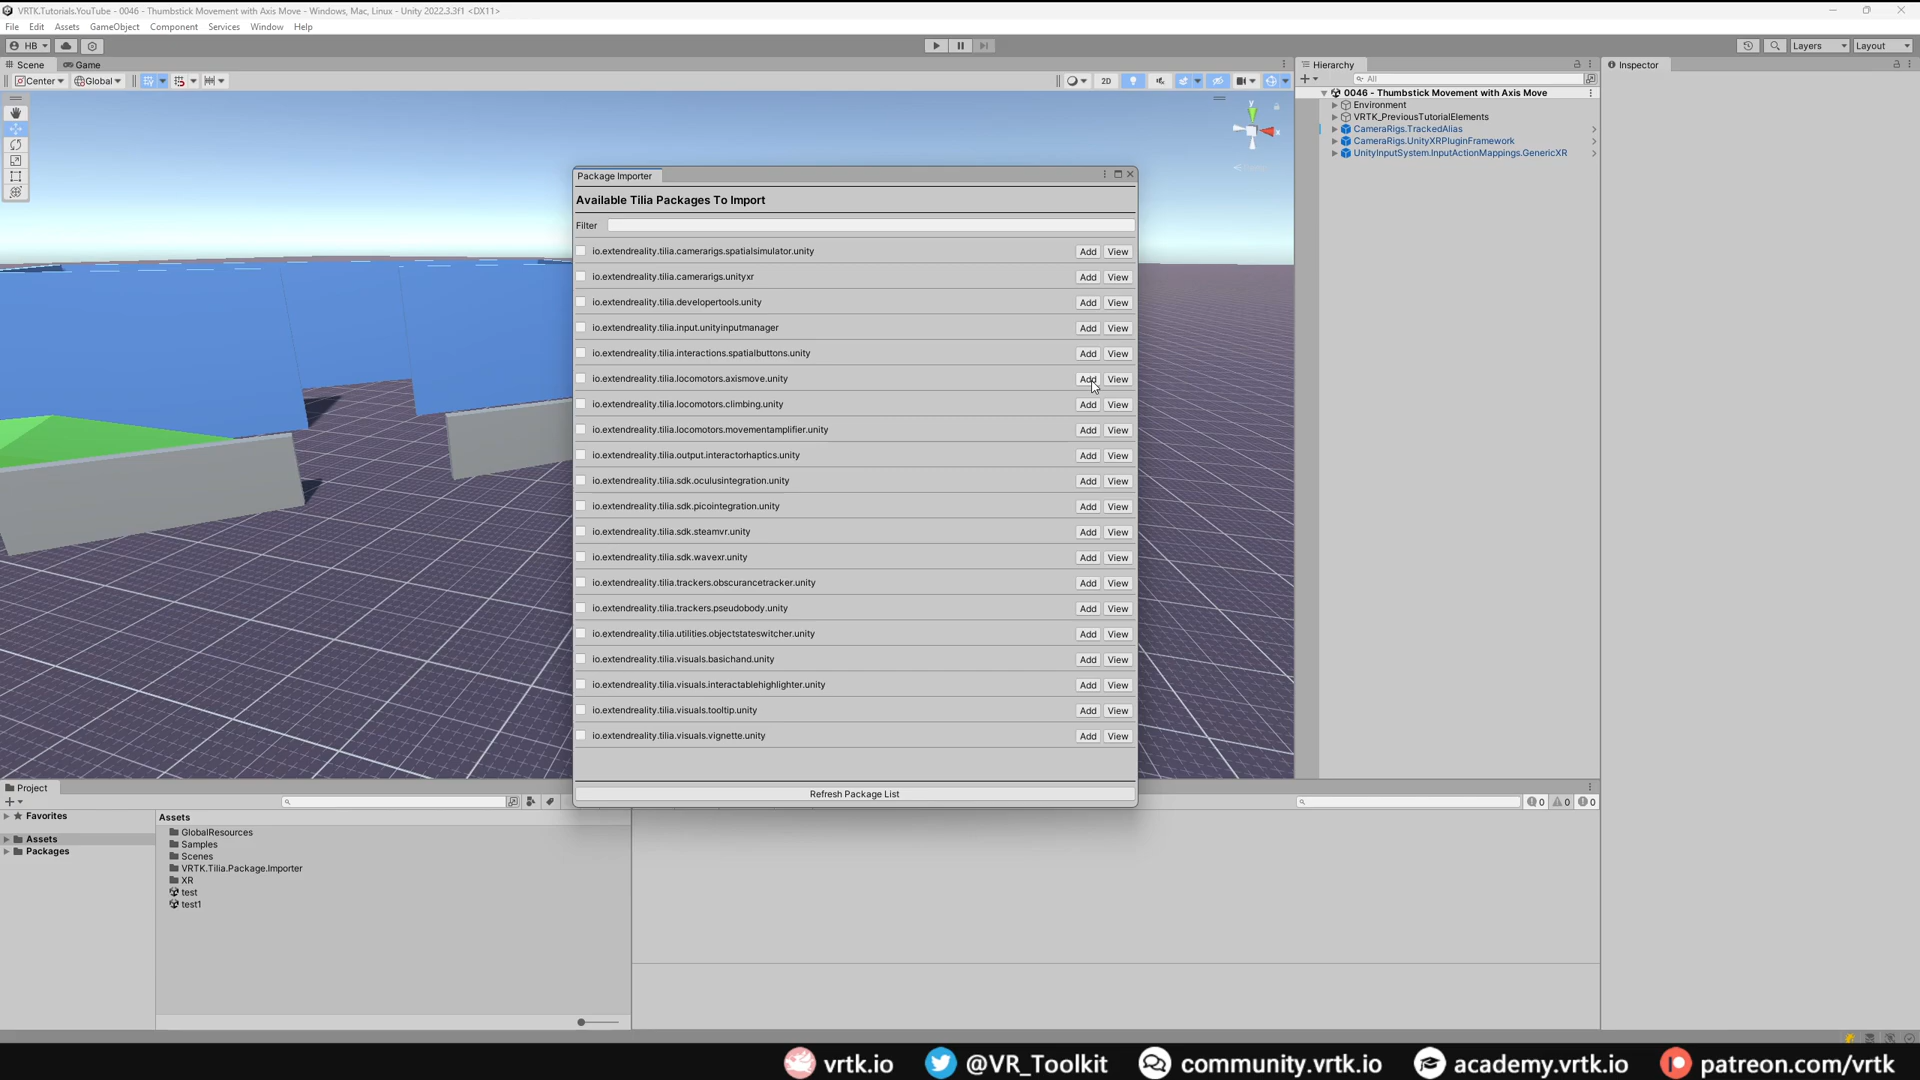 VRTK.Tutorials.YouTube - 0046 - Thumbstick Movement with Axis Move - Windows, Mac, Linux - Unity 2022.3.3f1 <DX11>
File Edit Assets GameObject Component Services Window Help
HB Layers Layout
Scene Game
Center Global 2D
Hierarchy
All
0046 - Thumbstick Movement with Axis Move
Environment
VRTK_PreviousTutorialElements
CameraRigs.TrackedAlias
CameraRigs.UnityXRPluginFramework
UnityInputSystem.InputActionMappings.GenericXR
Inspector
y
x
Package Importer
Available Tilia Packages To Import
Filter
io.extendreality.tilia.camerarigs.spatialsimulator.unity Add View
io.extendreality.tilia.camerarigs.unityxr Add View
io.extendreality.tilia.developertools.unity Add View
io.extendreality.tilia.input.unityinputmanager Add View
io.extendreality.tilia.interactions.spatialbuttons.unity Add View
io.extendreality.tilia.locomotors.axismove.unity Add View
io.extendreality.tilia.locomotors.climbing.unity Add View
io.extendreality.tilia.locomotors.movementamplifier.unity Add View
io.extendreality.tilia.output.interactorhaptics.unity Add View
io.extendreality.tilia.sdk.oculusintegration.unity Add View
io.extendreality.tilia.sdk.picointegration.unity Add View
io.extendreality.tilia.sdk.steamvr.unity Add View
io.extendreality.tilia.sdk.wavexr.unity Add View
io.extendreality.tilia.trackers.obscurancetracker.unity Add View
io.extendreality.tilia.trackers.pseudobody.unity Add View
io.extendreality.tilia.utilities.objectstateswitcher.unity Add View
io.extendreality.tilia.visuals.basichand.unity Add View
io.extendreality.tilia.visuals.interactablehighlighter.unity Add View
io.extendreality.tilia.visuals.tooltip.unity Add View
io.extendreality.tilia.visuals.vignette.unity Add View
Refresh Package List
Project
Favorites
Assets
Packages
Assets
GlobalResources
Samples
Scenes
VRTK.Tilia.Package.Importer
XR
test
test1
0 0 0
vrtk.io @VR_Toolkit community.vrtk.io academy.vrtk.io patreon.com/vrtk